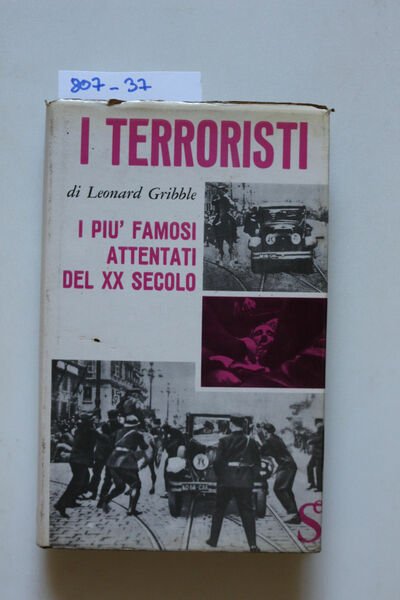 807-37
I TERRORISTI
di Leonard Gribble
I PIU' FAMOSI
ATTENTATI
DEL XX SECOLO
S